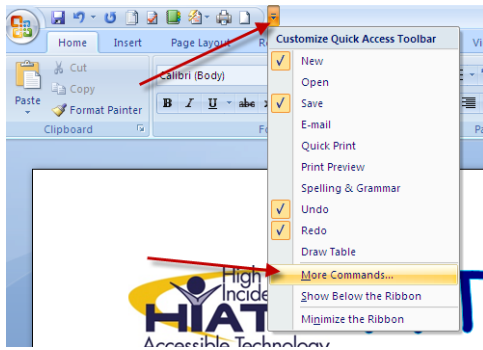 Home Insert Page Layout
Customize Quick Access Toolbar
Paste
Cut
Copy
Format Painter
Clipboard
Calibri (Body)
B I U abc
New
Open
Save
E-mail
Quick Print
Print Preview
Spelling & Grammar
Undo
Redo
Draw Table
More Commands...
Show Below the Ribbon
Minimize the Ribbon
High
HIAT
Accessible Technology